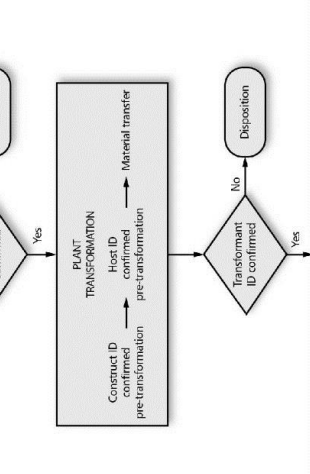 Yes
PLANT
TRANSFORMATION
Construct ID
confirmed
pre-transformation
Host ID
confirmed
pre-transformation
Material transfer
Transformant
ID confirmed
No
Disposition
Yes